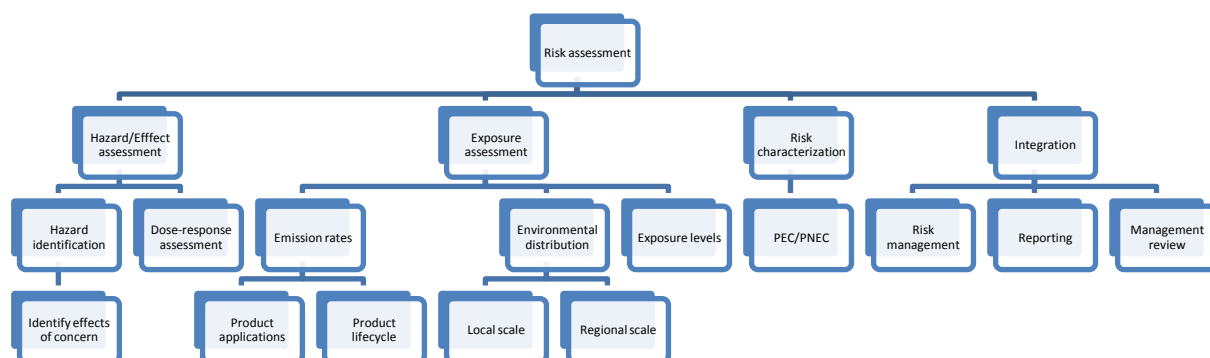 Risk assessment
Hazard/Efffect
assessment
Exposure
assessment
Risk
characterization
Integration
Hazard
identification
Dose-response
assessment
Emission rates
Environmental
distribution
Exposure levels
PEC/PNEC
Risk
management
Reporting
Management
review
Identify effects
of concern
Product
applications
Product
lifecycle
Local scale
Regional scale